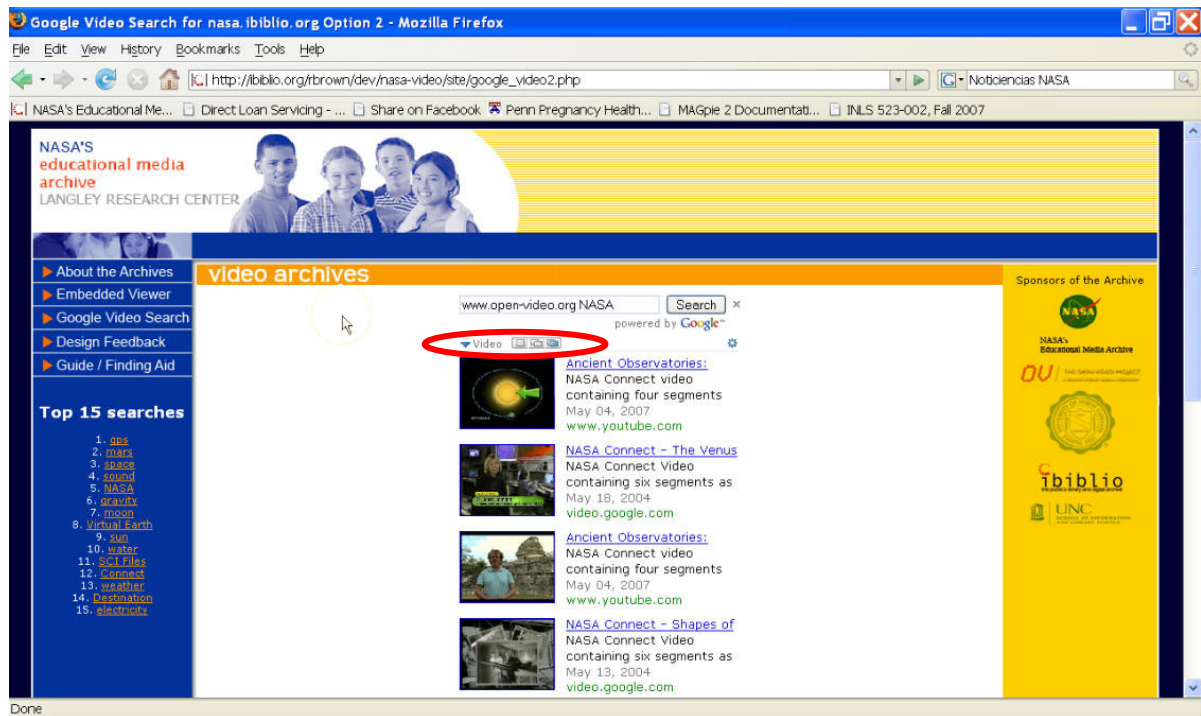 Google Video Search for nasa.ibiblio.org Option 2 - Mozilla Firefox
File Edit View History Bookmarks Tools Help
http://ibiblio.org/rbrown/dev/nasa-video/site/google_video2.php
Noticiencias NASA
NASA's Educational Me... Direct Loan Servicing - ... Share on Facebook Penn Pregnancy Health... MAGpie 2 Documentati... INLS 523-002, Fall 2007
NASA'S
educational media
archive
LANGLEY RESEARCH CENTER
About the Archives
Embedded Viewer
Google Video Search
Design Feedback
Guide / Finding Aid
Top 15 searches
1. gps
2. mars
3. space
4. sound
5. NASA
6. gravity
7. moon
8. Virtual Earth
9. sun
10. water
11. SCI Files
12. Connect
13. weather
14. Destination
15. electricity
video archives
www.open-video.org NASA Search ×
powered by Google™
Video
Ancient Observatories:
NASA Connect video
containing four segments
May 04, 2007
www.youtube.com
NASA Connect - The Venus
NASA Connect Video
containing six segments as
May 18, 2004
video.google.com
Ancient Observatories:
NASA Connect video
containing four segments
May 04, 2007
www.youtube.com
NASA Connect - Shapes of
NASA Connect Video
containing six segments as
May 13, 2004
video.google.com
Sponsors of the Archive
NASA
NASA's
Educational Media Archive
OU THE OPEN VIDEO PROJECT
ibiblio
UNC
Done